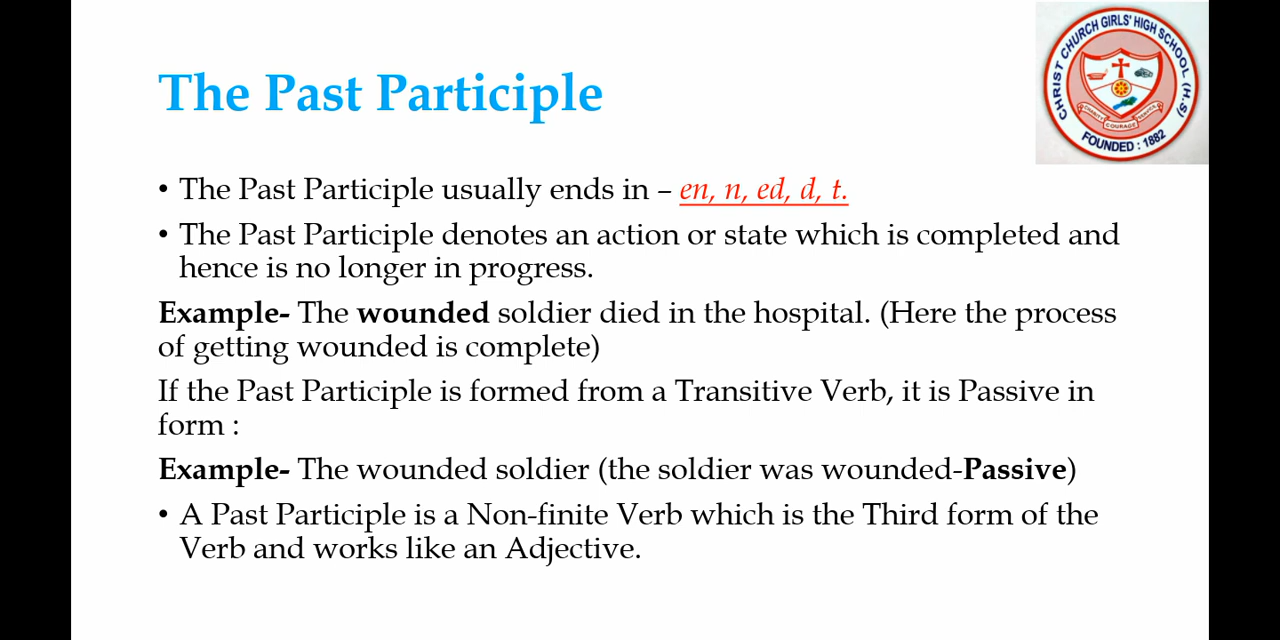 The Past Participle
CHRIST CHURCH GIRLS' HIGH SCHOOL (H.S)
CHARITY COURAGE SERVICE
FOUNDED : 1882
• The Past Participle usually ends in – en, n, ed, d, t.
• The Past Participle denotes an action or state which is completed and
hence is no longer in progress.
Example- The wounded soldier died in the hospital. (Here the process
of getting wounded is complete)
If the Past Participle is formed from a Transitive Verb, it is Passive in
form :
Example- The wounded soldier (the soldier was wounded-Passive)
• A Past Participle is a Non-finite Verb which is the Third form of the
Verb and works like an Adjective.